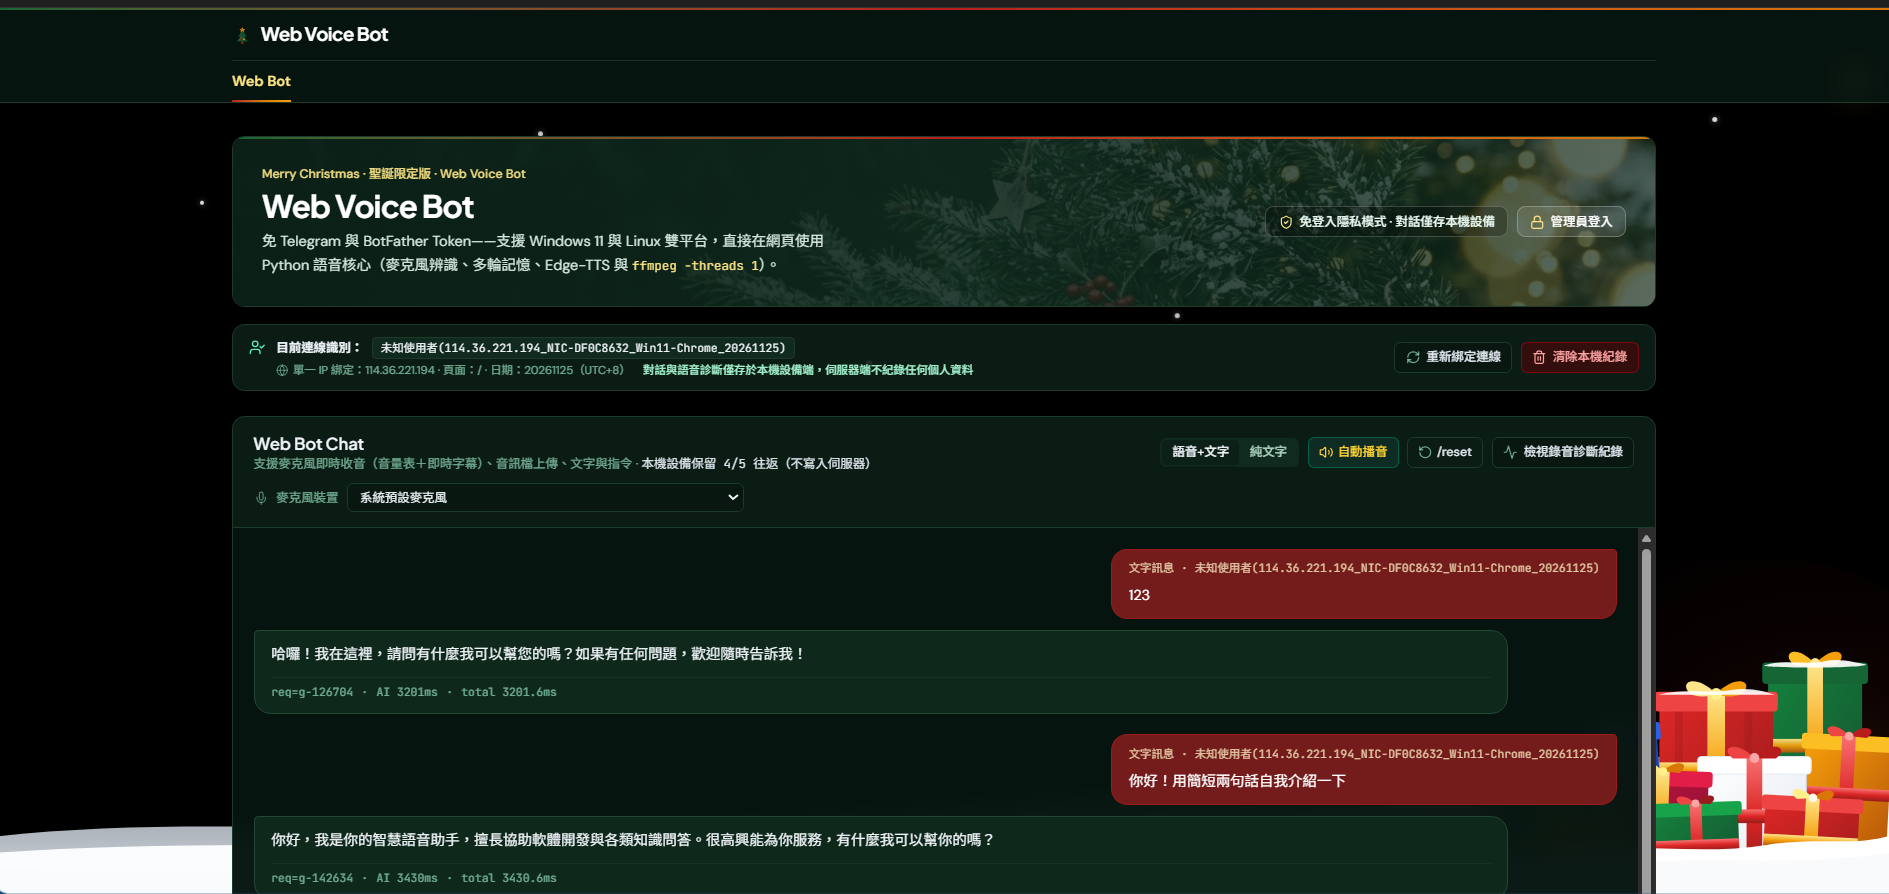 Web Voice Bot
Web Bot
Merry Christmas · 聖誕限定版 · Web Voice Bot
Web Voice Bot
免 Telegram 與 BotFather Token——支援 Windows 11 與 Linux 雙平台，直接在網頁使用
Python 語音核心（麥克風辨識、多輪記憶、Edge-TTS 與 ffmpeg -threads 1）。
免登入隱私模式 · 對話僅存本機設備
管理員登入
目前連線識別： 未知使用者(114.36.221.194_NIC-DF0C8632_Win11-Chrome_20261125)
單一 IP 綁定：114.36.221.194 · 頁面：/ · 日期：20261125（UTC+8） 對話與語音診斷僅存於本機設備端，伺服器端不紀錄任何個人資料
重新綁定連線
清除本機紀錄
Web Bot Chat
支援麥克風即時收音（音量表＋即時字幕）、音訊檔上傳、文字與指令 · 本機設備保留 4/5 往返（不寫入伺服器）
語音+文字
純文字
自動播音
/reset
檢視錄音診斷紀錄
麥克風裝置
系統預設麥克風
文字訊息 · 未知使用者(114.36.221.194_NIC-DF0C8632_Win11-Chrome_20261125)
123
哈囉！我在這裡，請問有什麼我可以幫您的嗎？如果有任何問題，歡迎隨時告訴我！
req=g-126704 · AI 3201ms · total 3201.6ms
文字訊息 · 未知使用者(114.36.221.194_NIC-DF0C8632_Win11-Chrome_20261125)
你好！用簡短兩句話自我介紹一下
你好，我是你的智慧語音助手，擅長協助軟體開發與各類知識問答。很高興能為你服務，有什麼我可以幫你的嗎？
req=g-142634 · AI 3430ms · total 3430.6ms